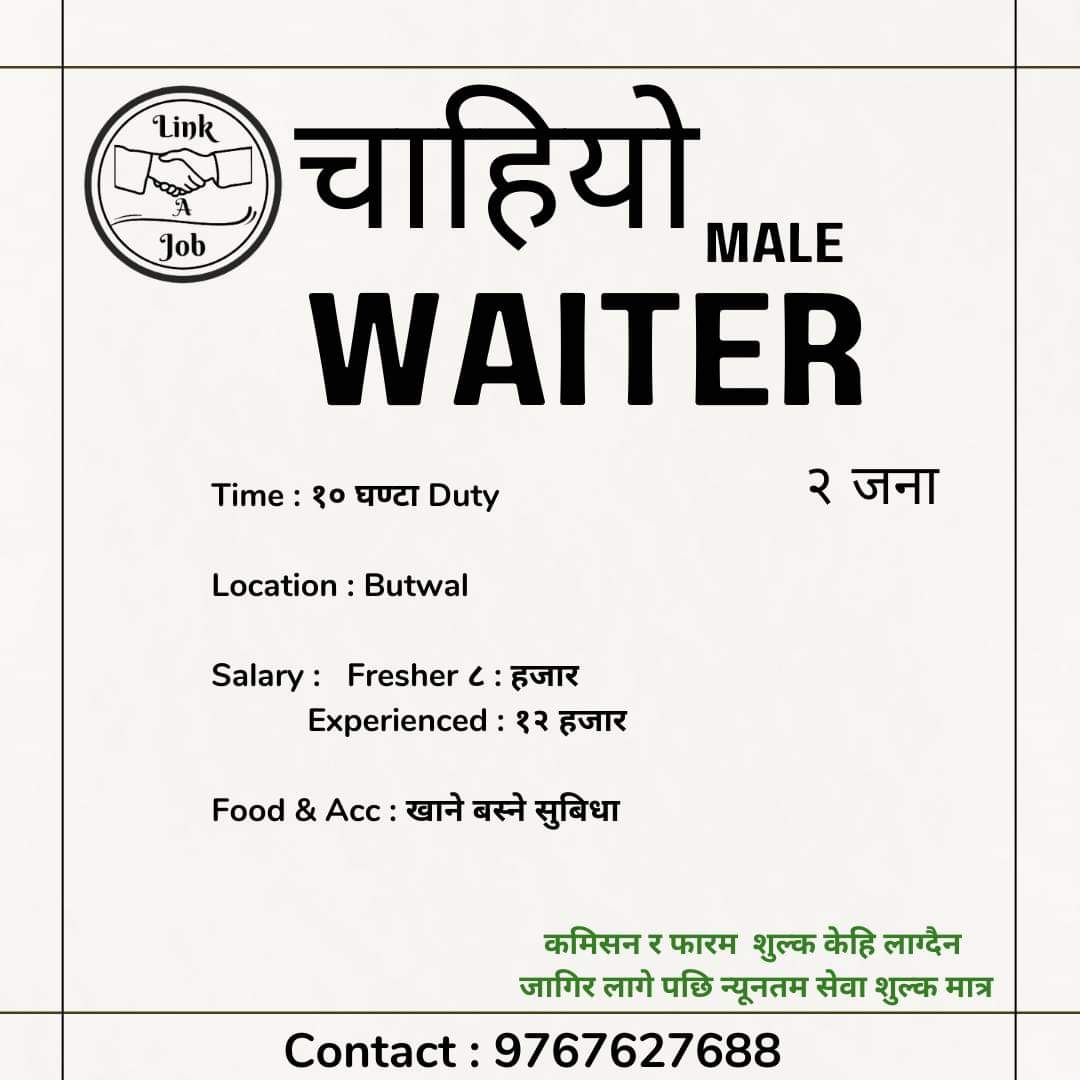 Link
A
Job
चाहियो
MALE
WAITER
२ जना
Time : १० घण्टा Duty
Location : Butwal
Salary : Fresher ८ : हजार
Experienced : १२ हजार
Food & Acc : खाने बस्ने सुबिधा
कमिसन र फारम शुल्क केहि लाग्दैन
जागिर लागे पछि न्यूनतम सेवा शुल्क मात्र
Contact : 9767627688